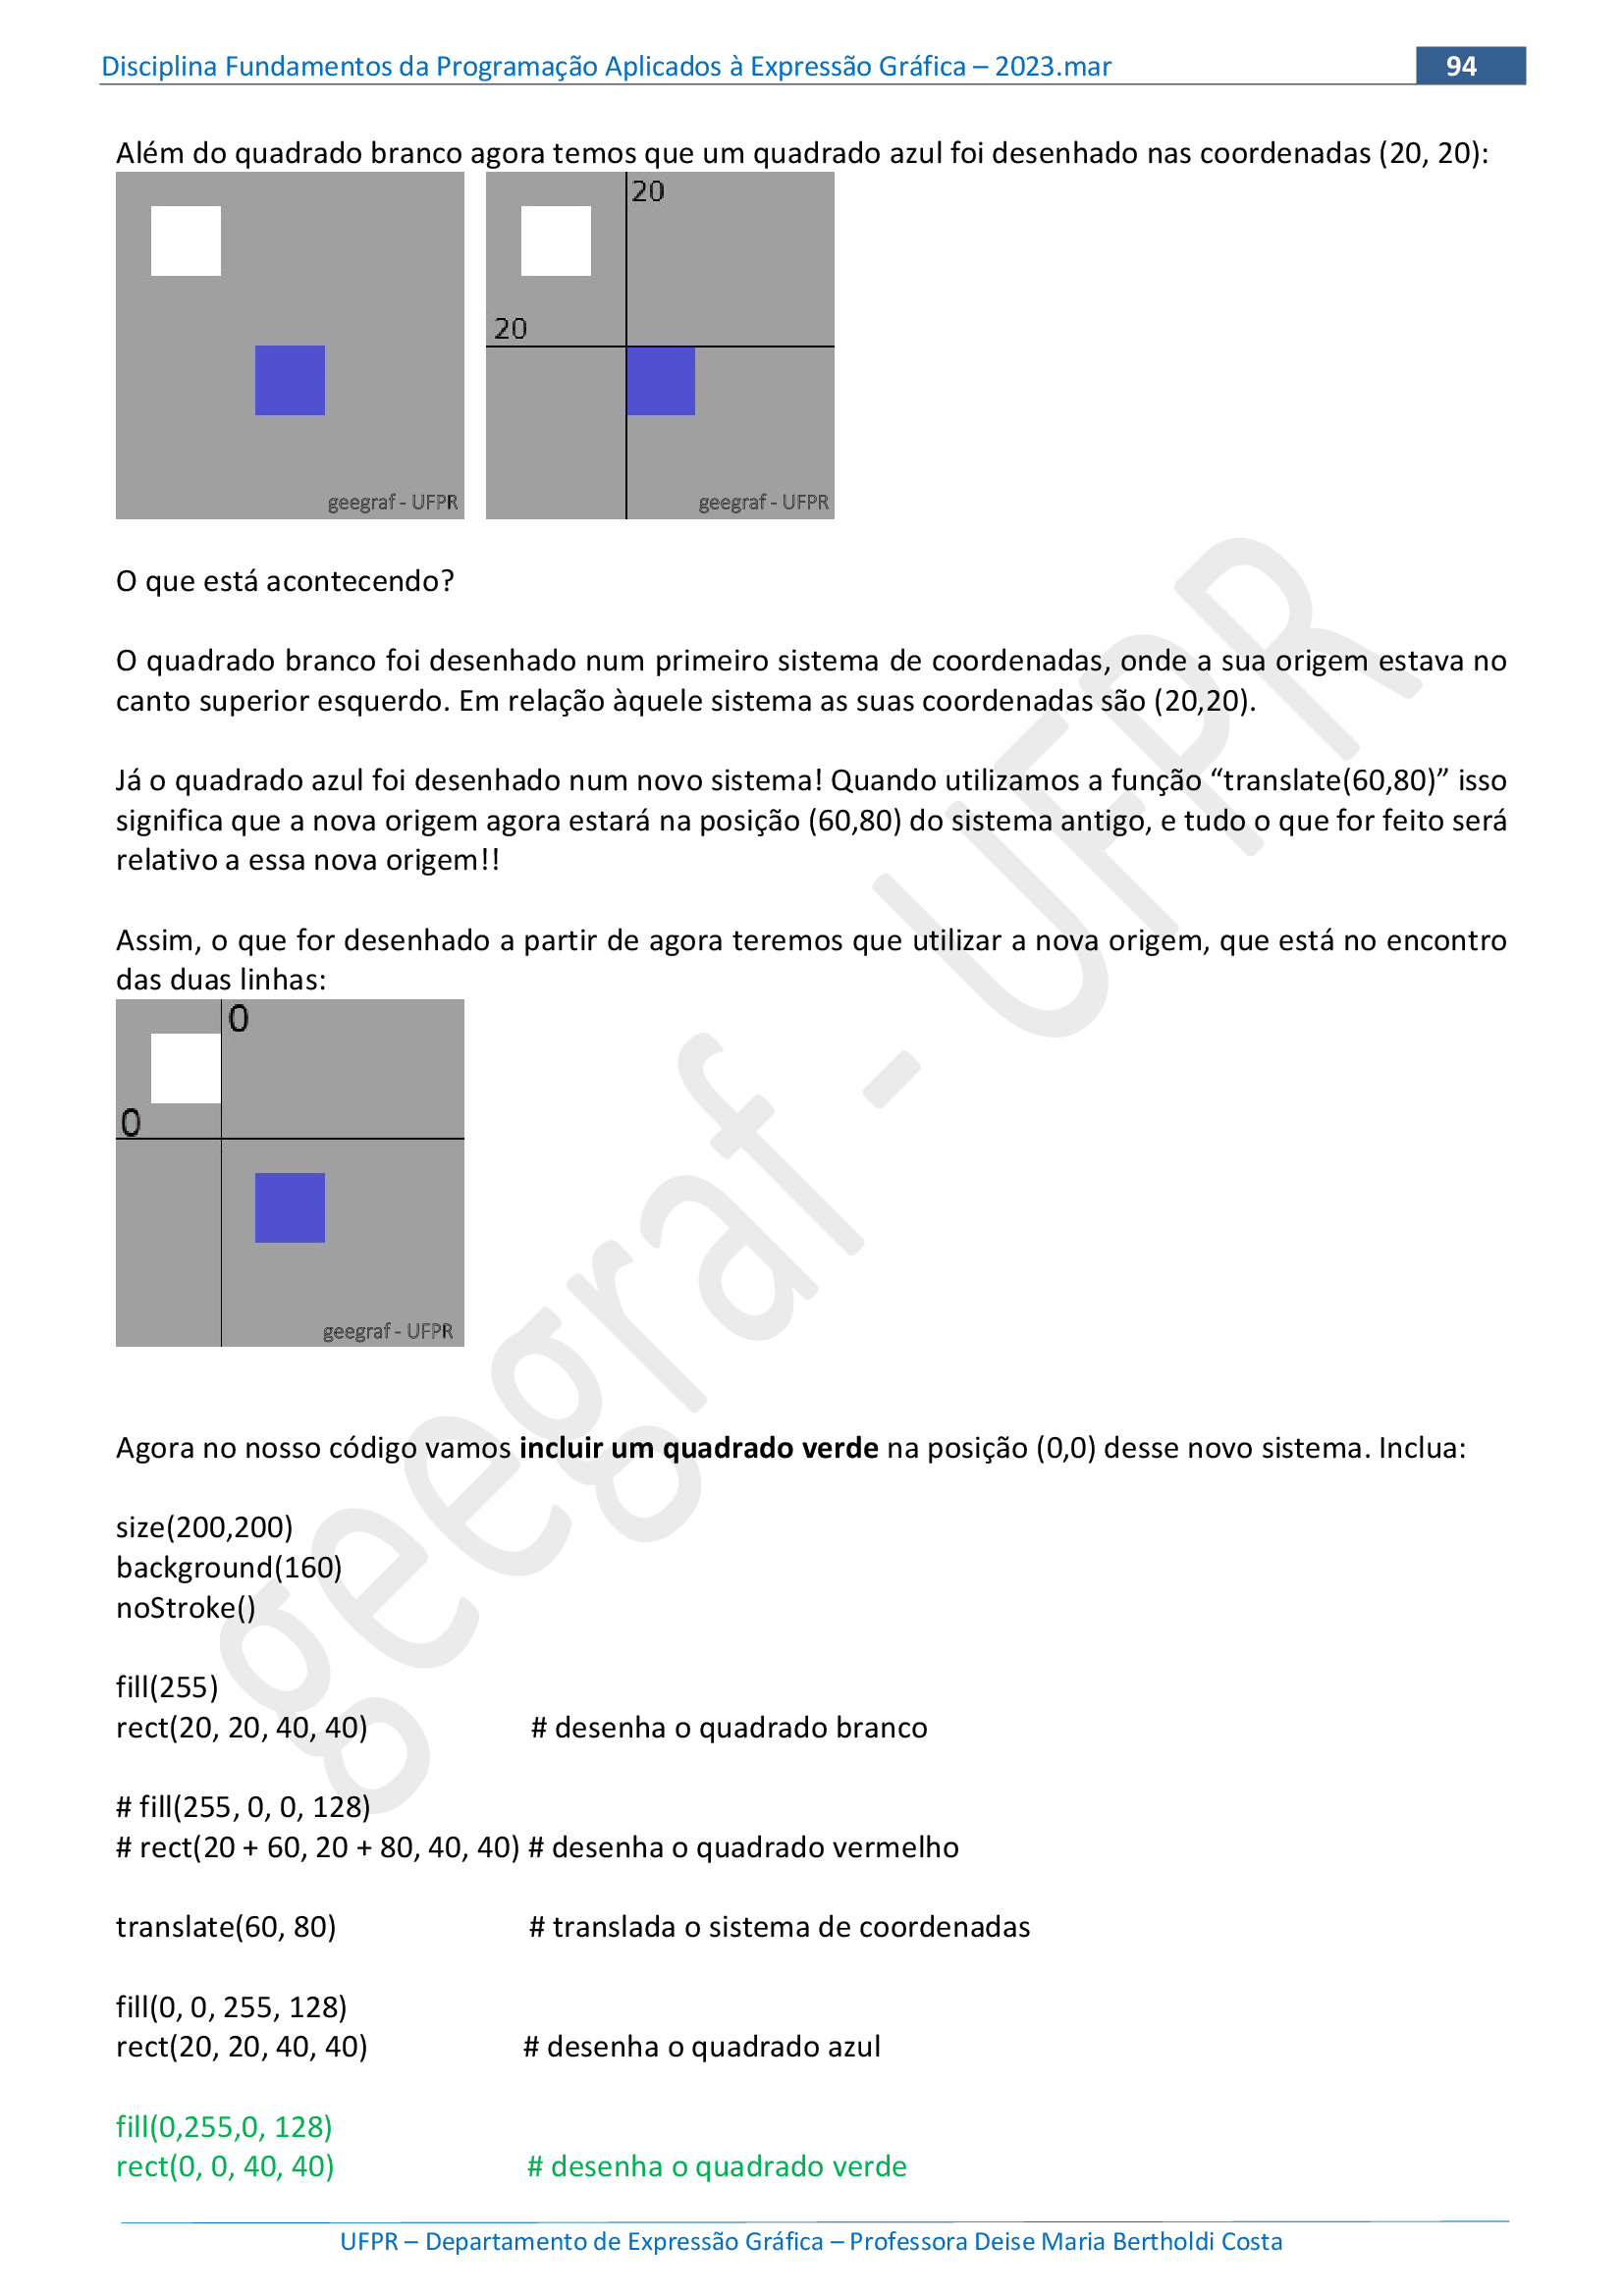 Disciplina Fundamentos da Programação Aplicados à Expressão Gráfica – 2023.mar 94
Além do quadrado branco agora temos que um quadrado azul foi desenhado nas coordenadas (20, 20):
20
20
geegraf - UFPR
geegraf - UFPR
O que está acontecendo?
O quadrado branco foi desenhado num primeiro sistema de coordenadas, onde a sua origem estava no
canto superior esquerdo. Em relação àquele sistema as suas coordenadas são (20,20).
Já o quadrado azul foi desenhado num novo sistema! Quando utilizamos a função “translate(60,80)” isso
significa que a nova origem agora estará na posição (60,80) do sistema antigo, e tudo o que for feito será
relativo a essa nova origem!!
Assim, o que for desenhado a partir de agora teremos que utilizar a nova origem, que está no encontro
das duas linhas:
0
0
geegraf - UFPR
Agora no nosso código vamos incluir um quadrado verde na posição (0,0) desse novo sistema. Inclua:
size(200,200)
background(160)
noStroke()
fill(255)
rect(20, 20, 40, 40) # desenha o quadrado branco
# fill(255, 0, 0, 128)
# rect(20 + 60, 20 + 80, 40, 40) # desenha o quadrado vermelho
translate(60, 80) # translada o sistema de coordenadas
fill(0, 0, 255, 128)
rect(20, 20, 40, 40) # desenha o quadrado azul
fill(0,255,0, 128)
rect(0, 0, 40, 40) # desenha o quadrado verde
UFPR – Departamento de Expressão Gráfica – Professora Deise Maria Bertholdi Costa
geegraf - UFPR